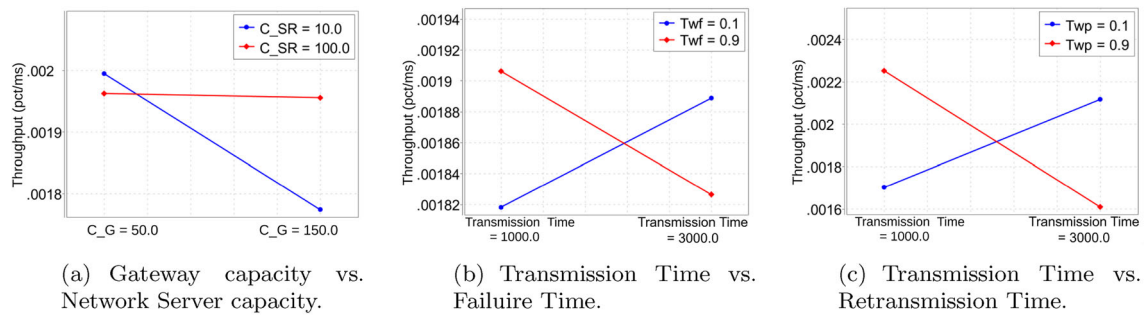 Throughput (pct/ms)
.002
.0019
.0018
C_SR = 10.0
C_SR = 100.0
C_G = 50.0
C_G = 150.0
(a) Gateway capacity vs.
Network Server capacity.
Throughput (pct/ms)
.00194
.00192
.0019
.00188
.00186
.00184
.00182
Twf = 0.1
Twf = 0.9
Transmission Time
= 1000.0
Transmission Time
= 3000.0
(b) Transmission Time vs.
Failuire Time.
Throughput (pct/ms)
.0024
.0022
.002
.0018
.0016
Twp = 0.1
Twp = 0.9
Transmission Time
= 1000.0
Transmission Time
= 3000.0
(c) Transmission Time vs.
Retransmission Time.